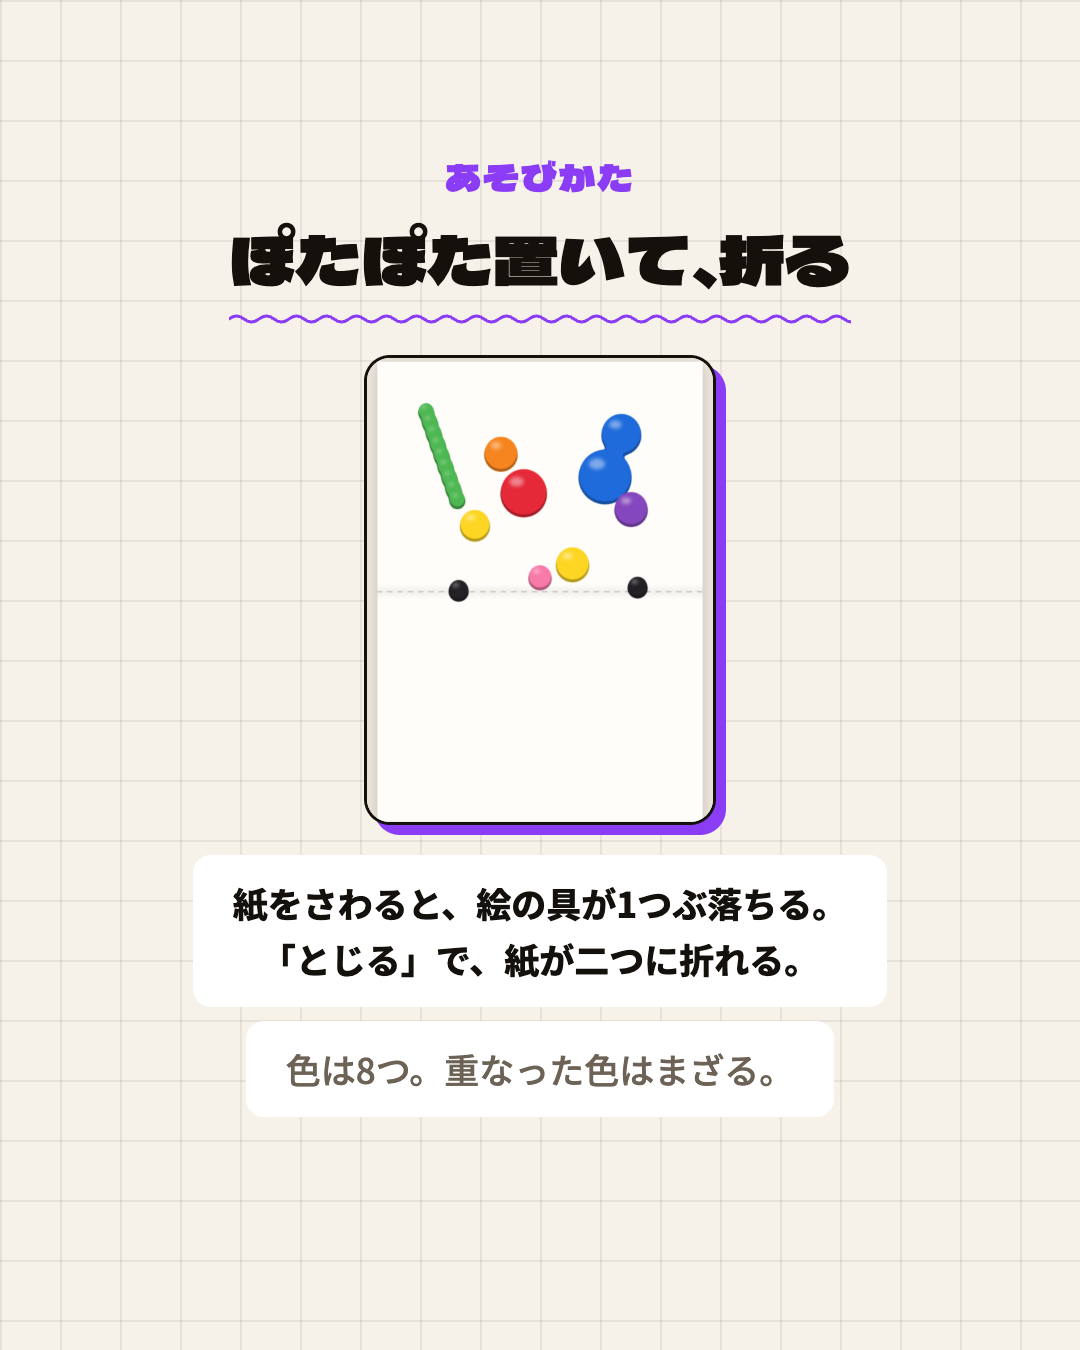 あそびかた
ぽたぽた置いて、折る
紙をさわると、絵の具が1つぶ落ちる。
「とじる」で、紙が二つに折れる。
色は8つ。重なった色はまざる。